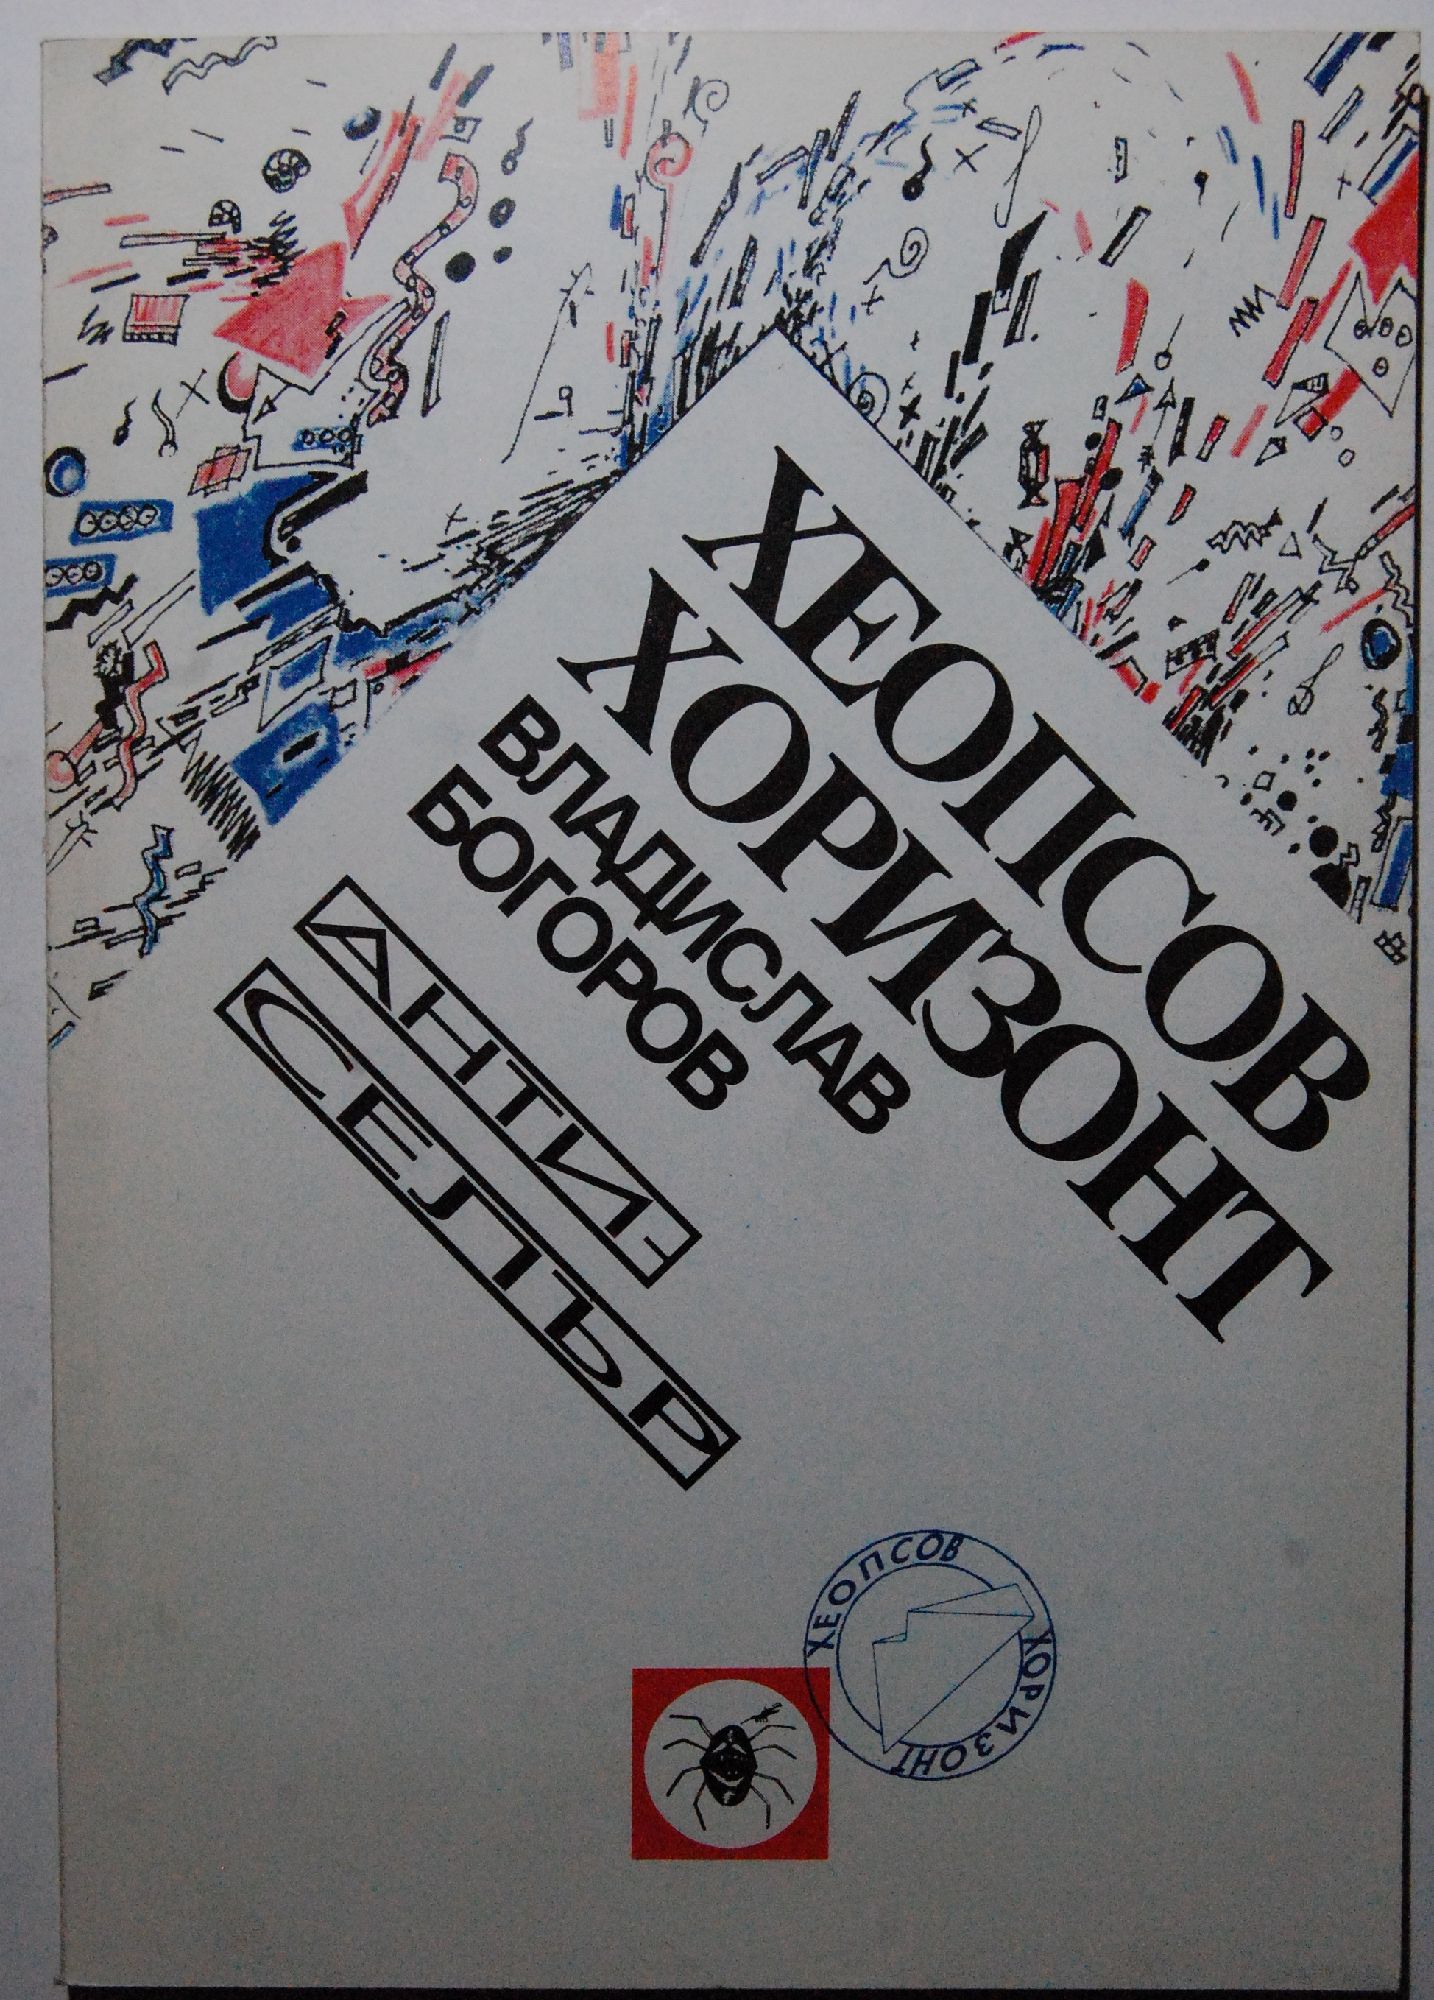 ХЕОПСОВ
ХОРИЗОНТ
ВЛАДИСЛАВ
БОГОРОВ
АНТИ-
СЕЛЪР
ХЕОПСОВ ХОРИЗОНТ